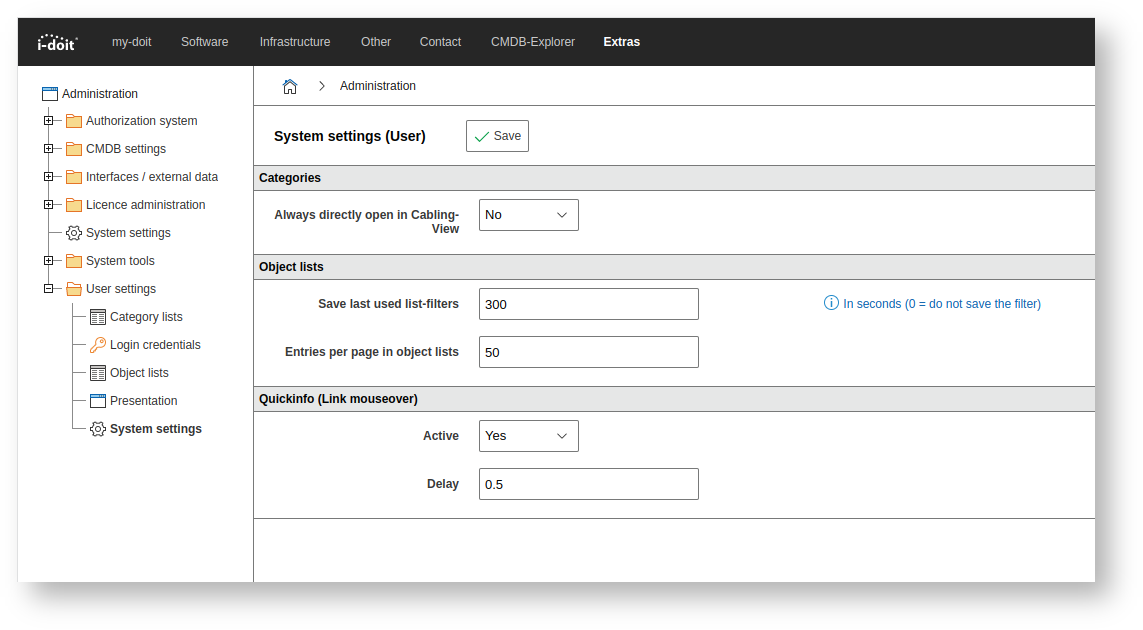 i-doit
my-doit Software Infrastructure Other Contact CMDB-Explorer Extras
Administration
Authorization system
CMDB settings
Interfaces / external data
Licence administration
System settings
System tools
User settings
Category lists
Login credentials
Object lists
Presentation
System settings
Administration
System settings (User) Save
Categories
Always directly open in Cabling-
View
No
Object lists
Save last used list-filters 300 In seconds (0 = do not save the filter)
Entries per page in object lists 50
Quickinfo (Link mouseover)
Active Yes
Delay 0.5